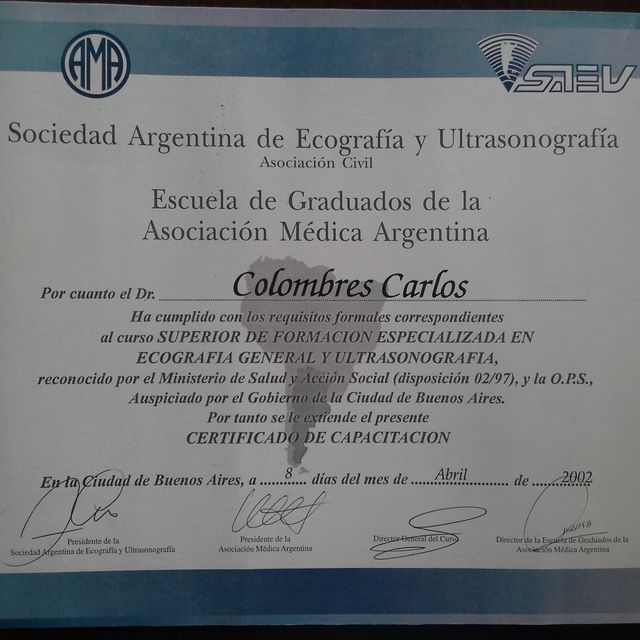 AMA
SAEU
Sociedad Argentina de Ecografía y Ultrasonografía
Asociación Civil
Escuela de Graduados de la
Asociación Médica Argentina
Por cuanto el Dr. Colombres Carlos
Ha cumplido con los requisitos formales correspondientes
al curso SUPERIOR DE FORMACION ESPECIALIZADA EN
ECOGRAFIA GENERAL Y ULTRASONOGRAFIA,
reconocido por el Ministerio de Salud y Acción Social (disposición 02/97), y la O.P.S.,
Auspiciado por el Gobierno de la Ciudad de Buenos Aires.
Por tanto se le extiende el presente
CERTIFICADO DE CAPACITACION
En la Ciudad de Buenos Aires, a 8 días del mes de Abril de 2002
Presidente de la
Sociedad Argentina de Ecografía y Ultrasonografía
Presidente de la
Asociación Médica Argentina
Director General del Curso
Director de la Escuela de Graduados de la
Asociación Médica Argentina